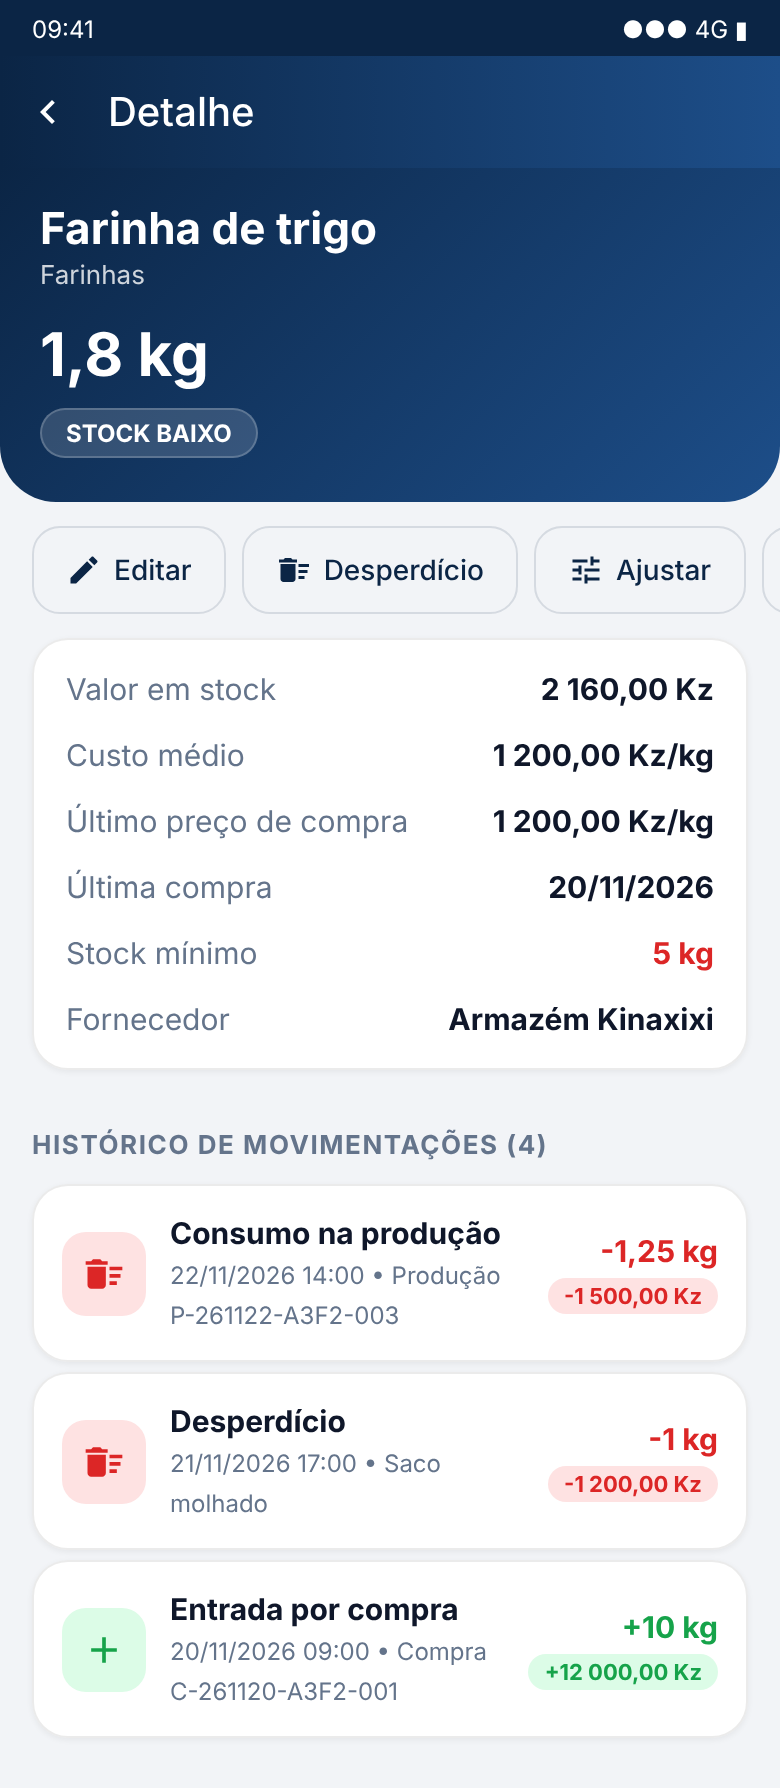 09:41
4G
Detalhe
Farinha de trigo
Farinhas
1,8 kg
STOCK BAIXO
Editar
Desperdício
Ajustar
Valor em stock 2 160,00 Kz
Custo médio 1 200,00 Kz/kg
Último preço de compra 1 200,00 Kz/kg
Última compra 20/11/2026
Stock mínimo 5 kg
Fornecedor Armazém Kinaxixi
HISTÓRICO DE MOVIMENTAÇÕES (4)
Consumo na produção
22/11/2026 14:00 • Produção
P-261122-A3F2-003
-1,25 kg
-1 500,00 Kz
Desperdício
21/11/2026 17:00 • Saco
molhado
-1 kg
-1 200,00 Kz
Entrada por compra
20/11/2026 09:00 • Compra
C-261120-A3F2-001
+10 kg
+12 000,00 Kz